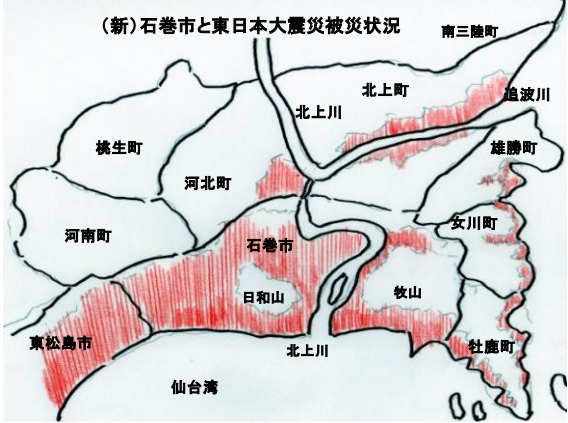 （新）石巻市と東日本大震災被災状況
南三陸町
北上町
追波川
北上川
桃生町
雄勝町
河北町
女川町
河南町
石巻市
日和山
牧山
東松島市
北上川
牡鹿町
仙台湾